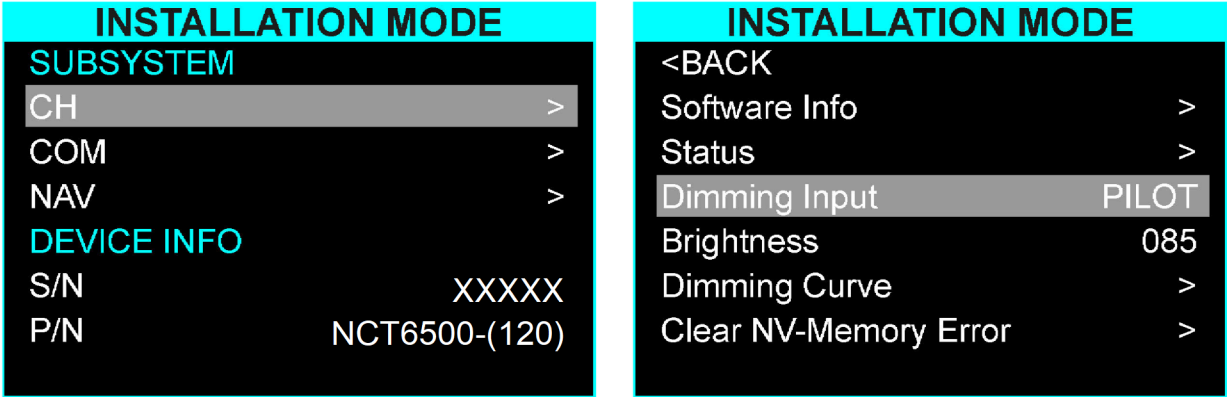 INSTALLATION MODE
SUBSYSTEM
CH >
COM >
NAV >
DEVICE INFO
S/N XXXXX
P/N NCT6500-(120)
INSTALLATION MODE
<BACK
Software Info >
Status >
Dimming Input PILOT
Brightness 085
Dimming Curve >
Clear NV-Memory Error >